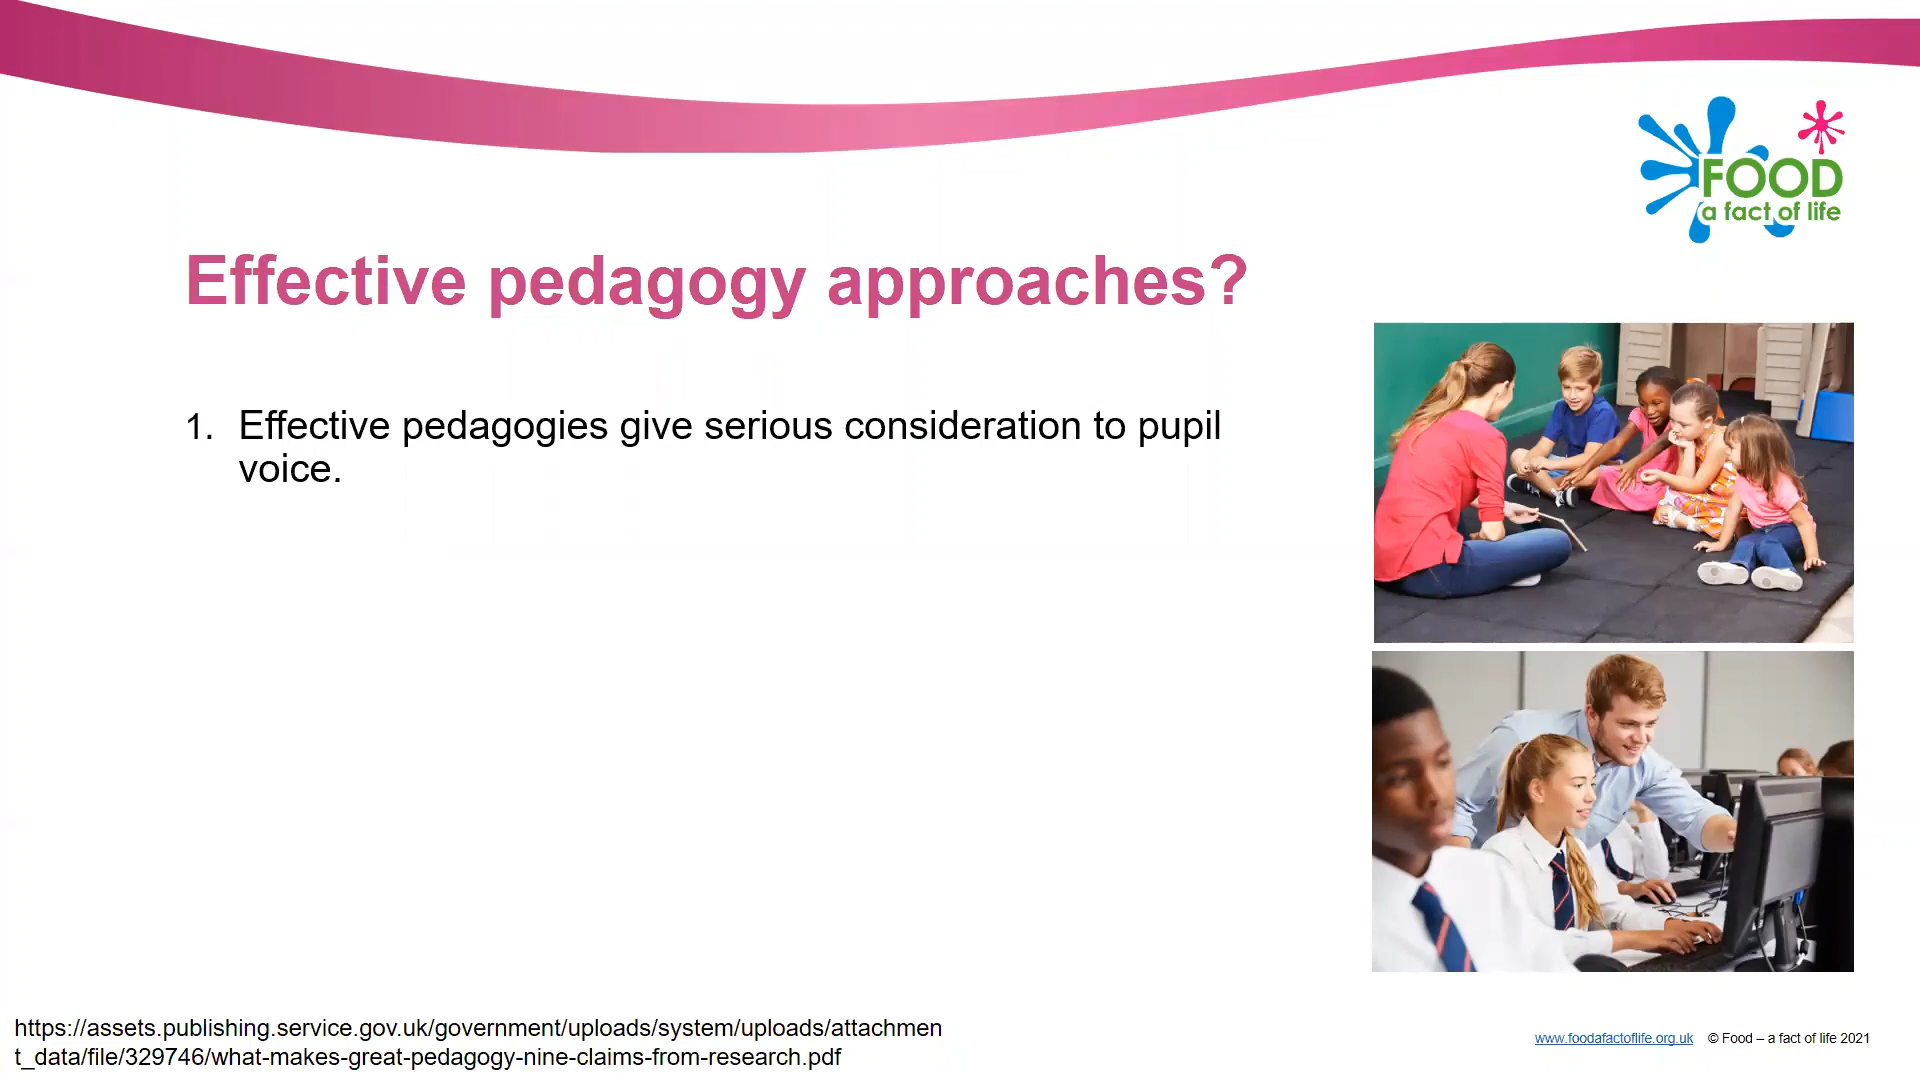 FOOD
a fact of life
Effective pedagogy approaches?
1. Effective pedagogies give serious consideration to pupil
voice.
https://assets.publishing.service.gov.uk/government/uploads/system/uploads/attachmen
t_data/file/329746/what-makes-great-pedagogy-nine-claims-from-research.pdf
www.foodafactoflife.org.uk © Food – a fact of life 2021